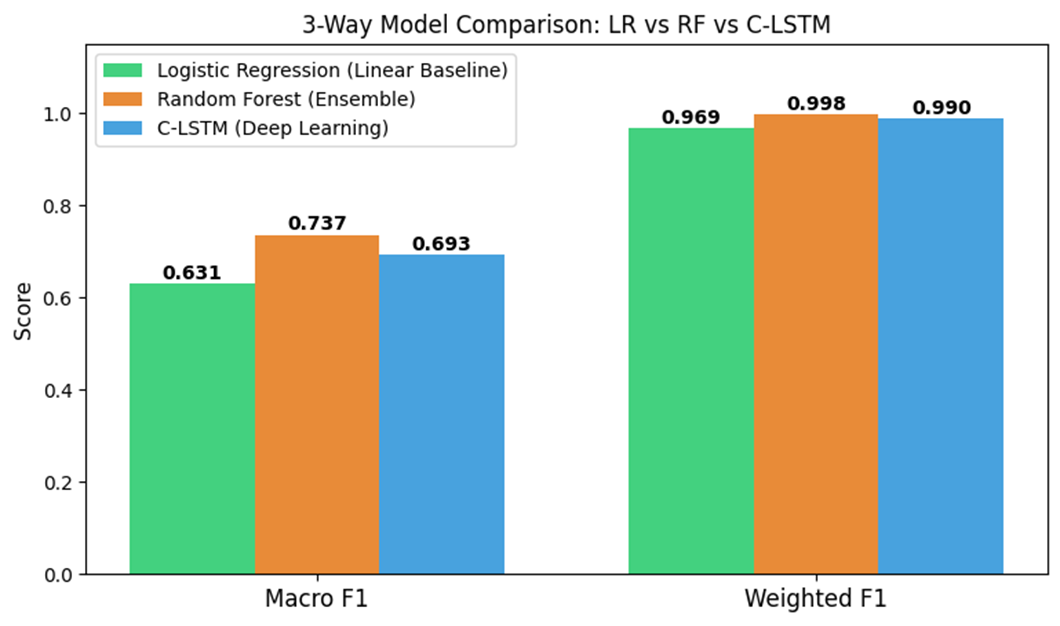 3-Way Model Comparison: LR vs RF vs C-LSTM
Logistic Regression (Linear Baseline)
Random Forest (Ensemble)
C-LSTM (Deep Learning)
Score
1.0
0.8
0.6
0.4
0.2
0.0
0.631
0.737
0.693
0.969
0.998
0.990
Macro F1
Weighted F1